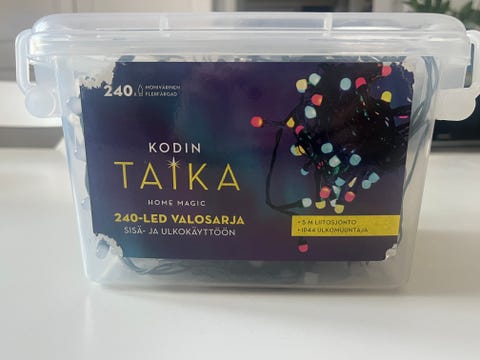 240 MONIVÄRINEN
FLERFÄRGAD
KODIN
TAIKA
HOME MAGIC
240-LED VALOSARJA
SISÄ- JA ULKOKÄYTTÖÖN
• 5 M LIITOSJOHTO
• IP44 ULKOMUUNTAJA